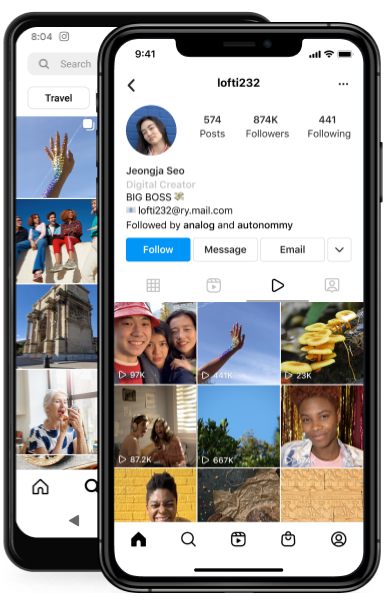 8:04
Search
Travel
9:41
lofti232
574 874K 441
Posts Followers Following
Jeongja Seo
Digital Creator
BIG BOSS
lofti232@ry.mail.com
Followed by analog and autonommy
Follow Message Email
97K 441K 23K
87.2K 667K